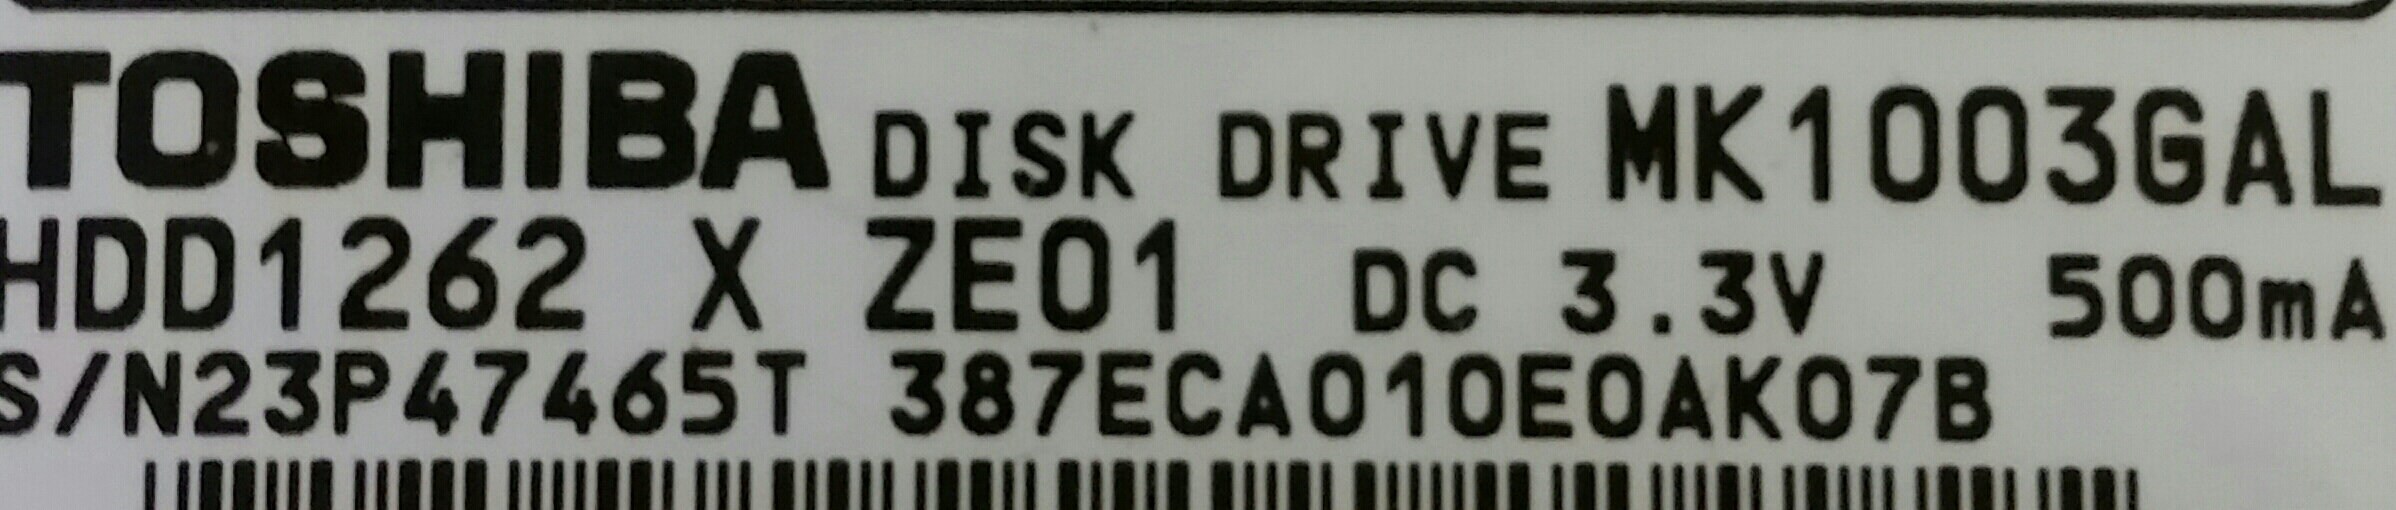 TOSHIBA DISK DRIVE MK1003GAL
HDD1262 X ZE01 DC 3.3V 500mA
S/N23P47465T 387ECA010E0AK07B